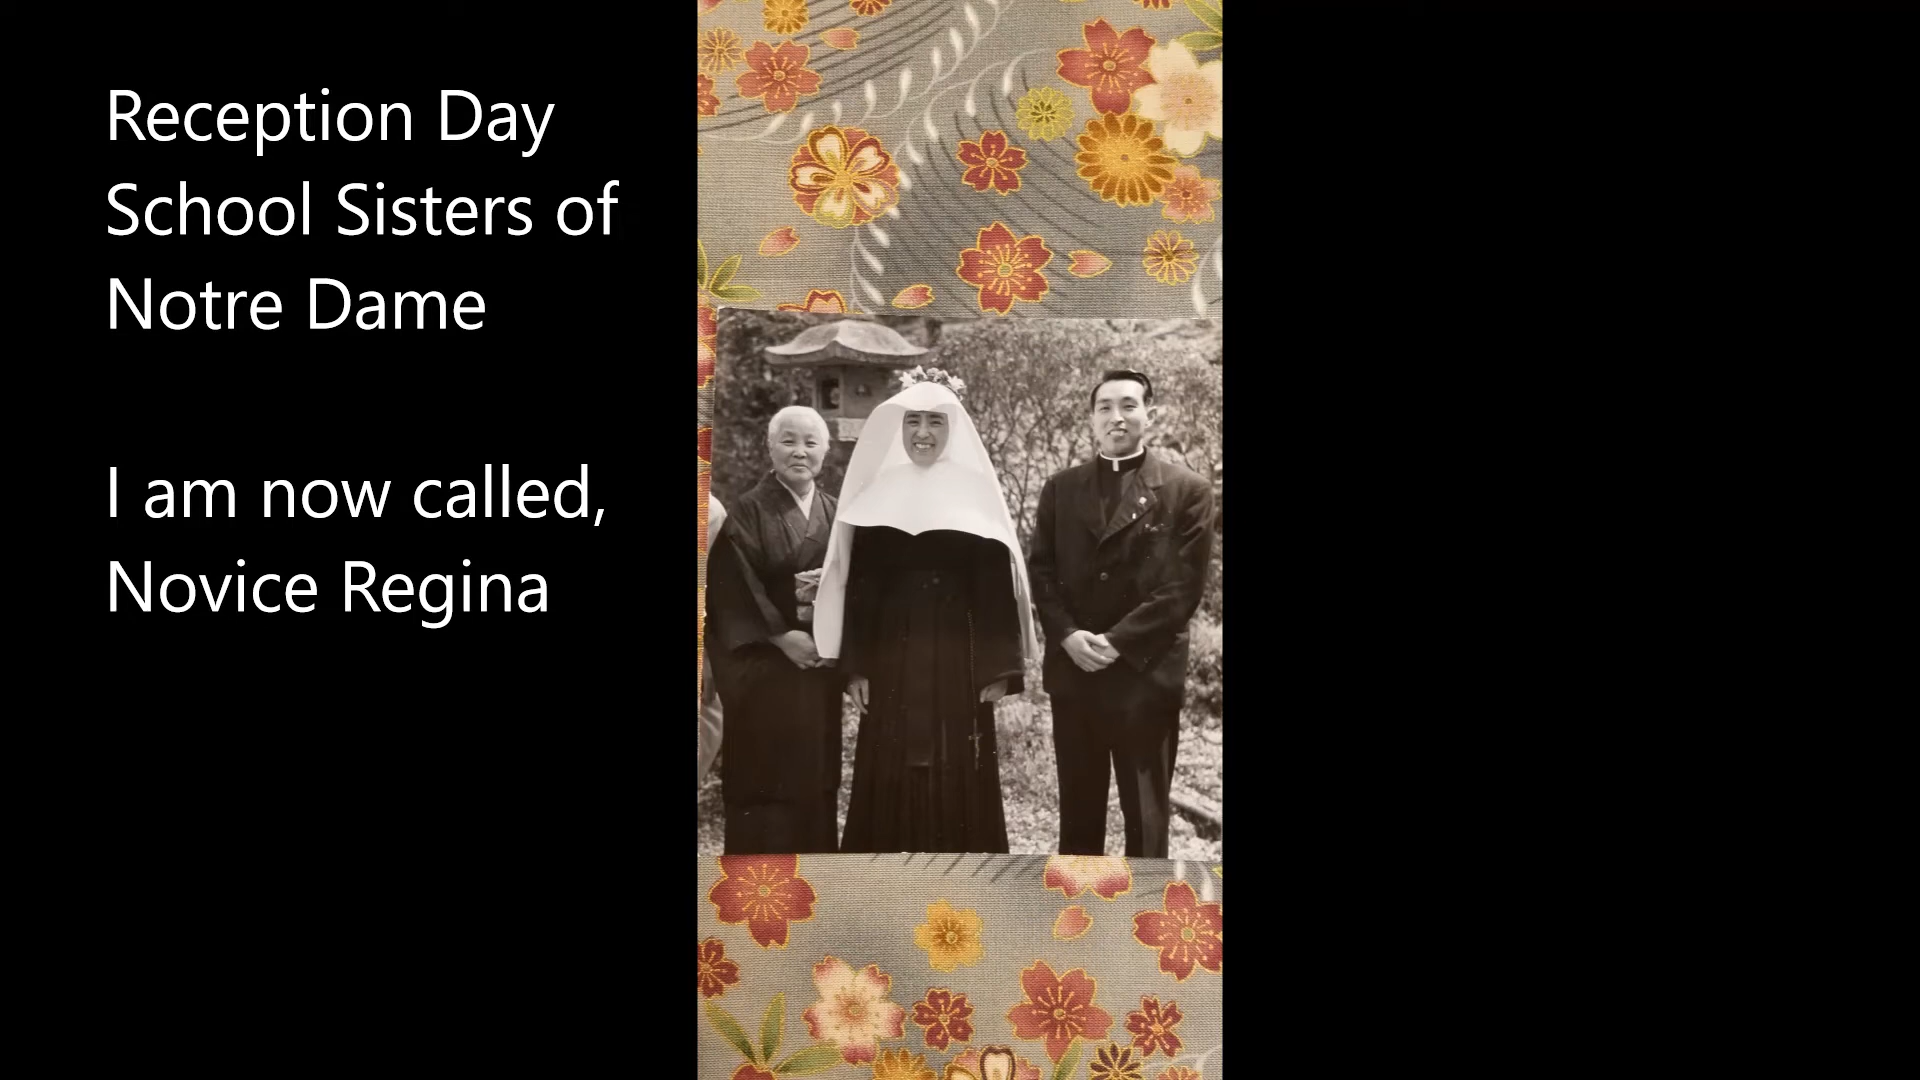 Reception Day
School Sisters of
Notre Dame
I am now called,
Novice Regina